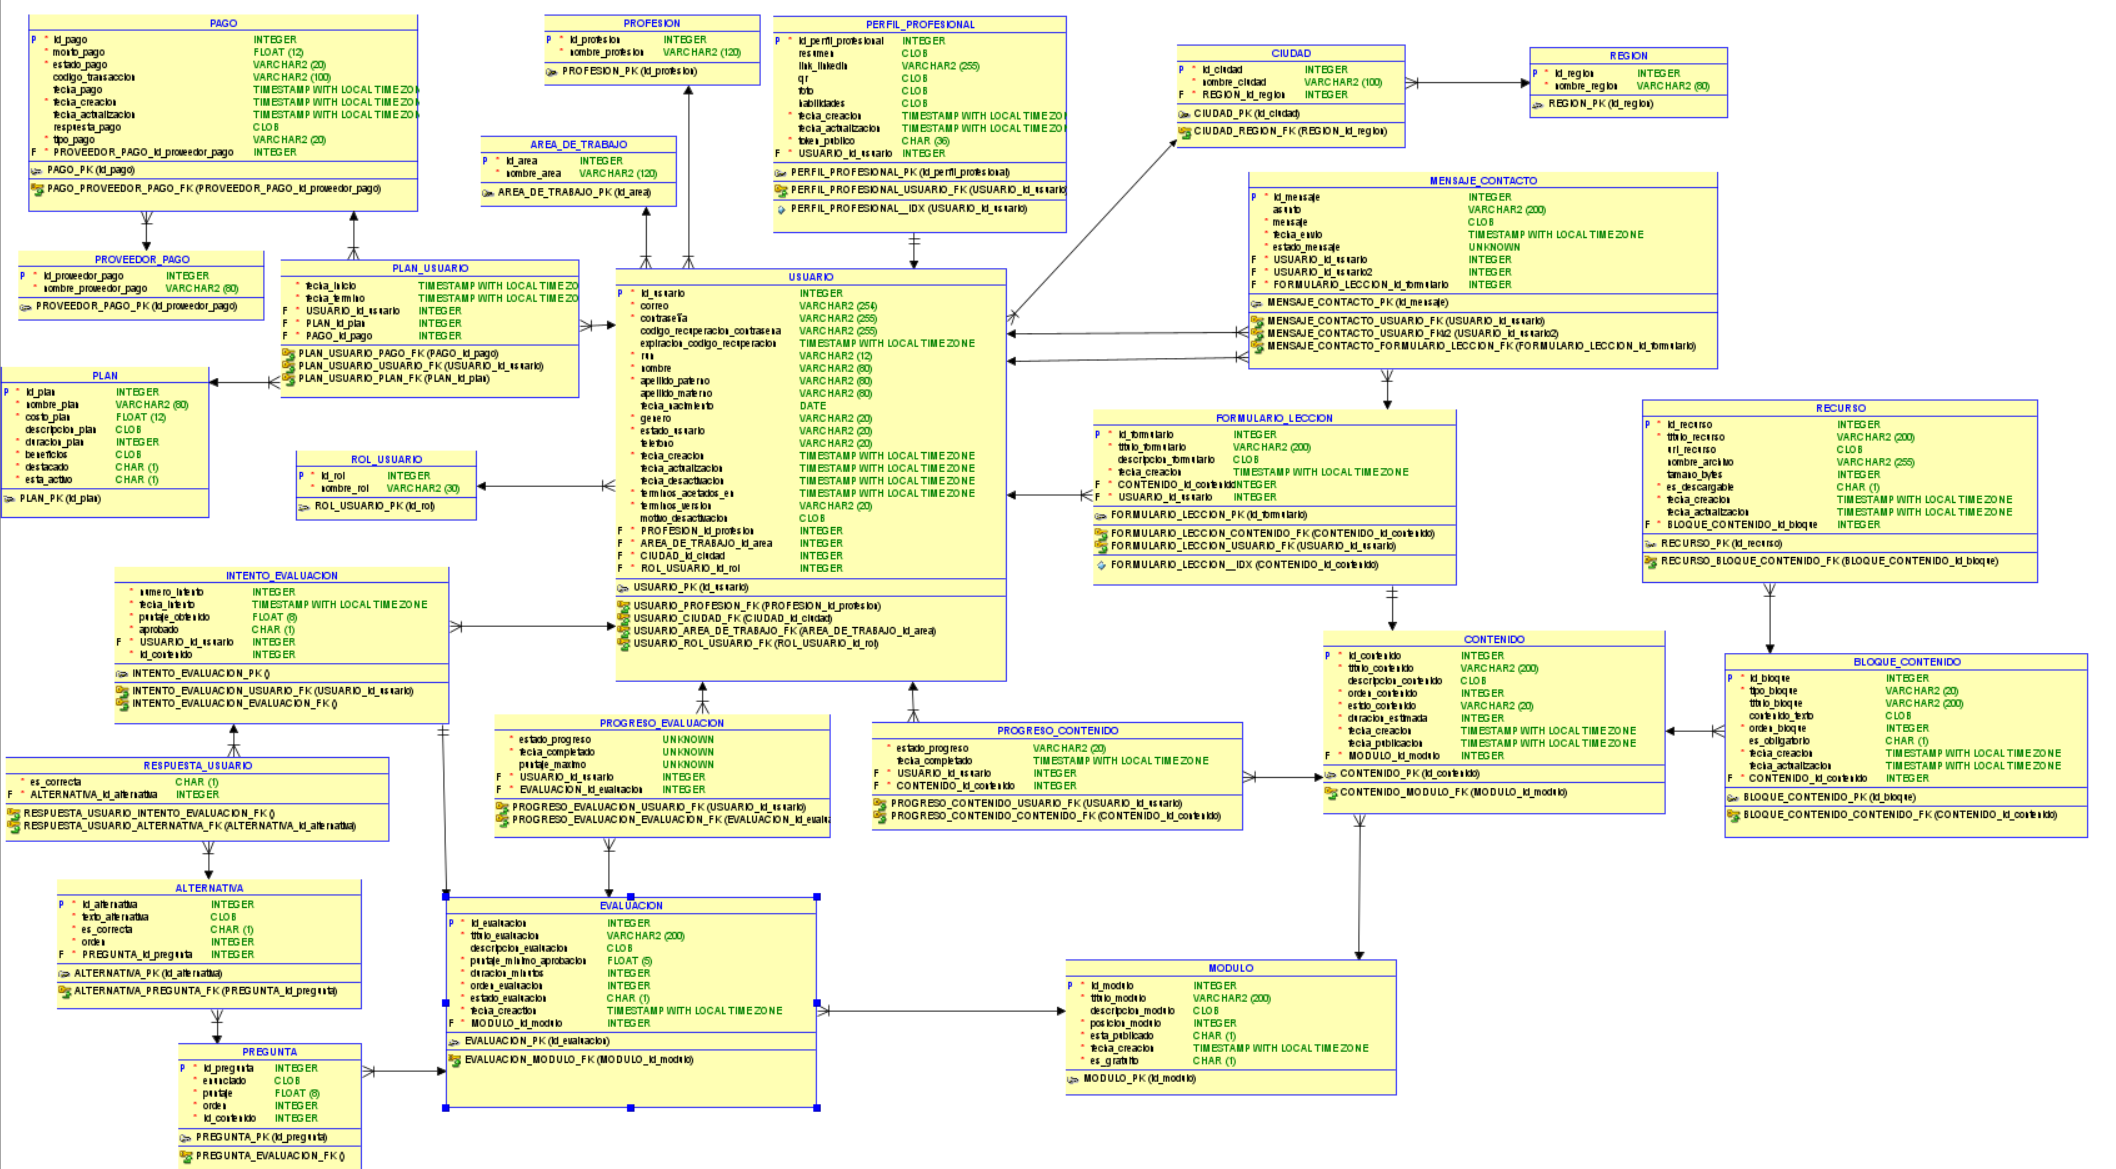 PAGO
P * id_pago INTEGER
* monto_pago FLOAT (12)
* estado_pago VARCHAR2 (20)
codigo_transaccion VARCHAR2 (100)
fecha_pago TIMESTAMP WITH LOCAL TIME ZON
* fecha_creacion TIMESTAMP WITH LOCAL TIME ZON
* fecha_actualizacion TIMESTAMP WITH LOCAL TIME ZON
respuesta_pago CLOB
* tipo_pago VARCHAR2 (20)
F * PROVEEDOR_PAGO_id_proveedor_pago INTEGER
PAGO_PK (id_pago)
PAGO_PROVEEDOR_PAGO_FK (PROVEEDOR_PAGO_id_proveedor_pago)
PROFESION
P * id_profesion INTEGER
* nombre_profesion VARCHAR2 (120)
PROFESION_PK (id_profesion)
PERFIL_PROFESIONAL
P * id_perfil_profesional INTEGER
resumen CLOB
link_linkedin VARCHAR2 (255)
qr CLOB
foto CLOB
habilidades CLOB
* fecha_creacion TIMESTAMP WITH LOCAL TIME ZO
* fecha_actualizacion TIMESTAMP WITH LOCAL TIME ZO
* token_publico CHAR (36)
F * USUARIO_id_usuario INTEGER
PERFIL_PROFESIONAL_PK (id_perfil_profesional)
PERFIL_PROFESIONAL_USUARIO_FK (USUARIO_id_usuario
PERFIL_PROFESIONAL__IDX (USUARIO_id_usuario)
CIUDAD
P * id_ciudad INTEGER
* nombre_ciudad VARCHAR2 (100)
F * REGION_id_region INTEGER
CIUDAD_PK (id_ciudad)
CIUDAD_REGION_FK (REGION_id_region)
REGION
P * id_region INTEGER
* nombre_region VARCHAR2 (80)
REGION_PK (id_region)
AREA_DE_TRABAJO
P * id_area INTEGER
* nombre_area VARCHAR2 (120)
AREA_DE_TRABAJO_PK (id_area)
MENSAJE_CONTACTO
P * id_mensaje INTEGER
asunto VARCHAR2 (200)
* mensaje CLOB
* fecha_envio TIMESTAMP WITH LOCAL TIME ZONE
* estado_mensaje UNKNOWN
F * USUARIO_id_usuario INTEGER
F * USUARIO_id_usuario2 INTEGER
F * FORMULARIO_LECCION_id_formulario INTEGER
MENSAJE_CONTACTO_PK (id_mensaje)
MENSAJE_CONTACTO_USUARIO_FK (USUARIO_id_usuario)
MENSAJE_CONTACTO_USUARIO_FKv2 (USUARIO_id_usuario2)
MENSAJE_CONTACTO_FORMULARIO_LECCION_FK (FORMULARIO_LECCION_id_formulario)
PROVEEDOR_PAGO
P * id_proveedor_pago INTEGER
* nombre_proveedor_pago VARCHAR2 (80)
PROVEEDOR_PAGO_PK (id_proveedor_pago)
PLAN_USUARIO
* fecha_inicio TIMESTAMP WITH LOCAL TIME ZO
* fecha_termino TIMESTAMP WITH LOCAL TIME ZO
F * USUARIO_id_usuario INTEGER
F * PLAN_id_plan INTEGER
F * PAGO_id_pago INTEGER
PLAN_USUARIO_PAGO_FK (PAGO_id_pago)
PLAN_USUARIO_USUARIO_FK (USUARIO_id_usuario)
PLAN_USUARIO_PLAN_FK (PLAN_id_plan)
USUARIO
P * id_usuario INTEGER
* correo VARCHAR2 (254)
* contraseña VARCHAR2 (255)
codigo_recuperacion_contrasena VARCHAR2 (255)
expiracion_codigo_recuperacion TIMESTAMP WITH LOCAL TIME ZONE
* run VARCHAR2 (12)
* nombre VARCHAR2 (80)
* apellido_paterno VARCHAR2 (80)
apellido_materno VARCHAR2 (80)
fecha_nacimiento DATE
* genero VARCHAR2 (20)
* estado_usuario VARCHAR2 (20)
telefono VARCHAR2 (20)
* fecha_creacion TIMESTAMP WITH LOCAL TIME ZONE
fecha_actualizacion TIMESTAMP WITH LOCAL TIME ZONE
fecha_desactivacion TIMESTAMP WITH LOCAL TIME ZONE
* terminos_acetados_en TIMESTAMP WITH LOCAL TIME ZONE
* terminos_version VARCHAR2 (20)
motivo_desactivacion CLOB
F * PROFESION_id_profesion INTEGER
F * AREA_DE_TRABAJO_id_area INTEGER
F * CIUDAD_id_ciudad INTEGER
F * ROL_USUARIO_id_rol INTEGER
USUARIO_PK (id_usuario)
USUARIO_PROFESION_FK (PROFESION_id_profesion)
USUARIO_CIUDAD_FK (CIUDAD_id_ciudad)
USUARIO_AREA_DE_TRABAJO_FK (AREA_DE_TRABAJO_id_area)
USUARIO_ROL_USUARIO_FK (ROL_USUARIO_id_rol)
PLAN
P * id_plan INTEGER
* nombre_plan VARCHAR2 (80)
* costo_plan FLOAT (12)
descripcion_plan CLOB
* duracion_plan INTEGER
* beneficios CLOB
* destacado CHAR (1)
* esta_activo CHAR (1)
PLAN_PK (id_plan)
ROL_USUARIO
P * id_rol INTEGER
* nombre_rol VARCHAR2 (30)
ROL_USUARIO_PK (id_rol)
FORMULARIO_LECCION
P * id_formulario INTEGER
* titulo_formulario VARCHAR2 (200)
descripcion_formulario CLOB
* fecha_creacion TIMESTAMP WITH LOCAL TIME ZONE
F * CONTENIDO_id_contenido INTEGER
F * USUARIO_id_usuario INTEGER
FORMULARIO_LECCION_PK (id_formulario)
FORMULARIO_LECCION_CONTENIDO_FK (CONTENIDO_id_contenido)
FORMULARIO_LECCION_USUARIO_FK (USUARIO_id_usuario)
FORMULARIO_LECCION__IDX (CONTENIDO_id_contenido)
RECURSO
P * id_recurso INTEGER
* titulo_recurso VARCHAR2 (200)
url_recurso CLOB
nombre_archivo VARCHAR2 (255)
tamano_bytes INTEGER
* es_descargable CHAR (1)
* fecha_creacion TIMESTAMP WITH LOCAL TIME ZONE
fecha_actualizacion TIMESTAMP WITH LOCAL TIME ZONE
F * BLOQUE_CONTENIDO_id_bloque INTEGER
RECURSO_PK (id_recurso)
RECURSO_BLOQUE_CONTENIDO_FK (BLOQUE_CONTENIDO_id_bloque)
INTENTO_EVALUACION
* numero_intento INTEGER
* fecha_intento TIMESTAMP WITH LOCAL TIME ZONE
* puntaje_obtenido FLOAT (8)
* aprobado CHAR (1)
F * USUARIO_id_usuario INTEGER
* id_contenido INTEGER
INTENTO_EVALUACION_PK ()
INTENTO_EVALUACION_USUARIO_FK (USUARIO_id_usuario)
INTENTO_EVALUACION_EVALUACION_FK ()
CONTENIDO
P * id_contenido INTEGER
* titulo_contenido VARCHAR2 (200)
descripcion_contenido CLOB
* orden_contenido INTEGER
* estdo_contenido VARCHAR2 (20)
* duracion_estimada INTEGER
* fecha_creacion TIMESTAMP WITH LOCAL TIME ZONE
fecha_publicacion TIMESTAMP WITH LOCAL TIME ZONE
F * MODULO_id_modulo INTEGER
CONTENIDO_PK (id_contenido)
CONTENIDO_MODULO_FK (MODULO_id_modulo)
BLOQUE_CONTENIDO
P * id_bloque INTEGER
* tipo_bloque VARCHAR2 (20)
* titulo_bloque VARCHAR2 (200)
contenido_texto CLOB
* orden_bloque INTEGER
* es_obligatorio CHAR (1)
* fecha_creacion TIMESTAMP WITH LOCAL TIME ZONE
* fecha_actualizacion TIMESTAMP WITH LOCAL TIME ZONE
F * CONTENIDO_id_contenido INTEGER
BLOQUE_CONTENIDO_PK (id_bloque)
BLOQUE_CONTENIDO_CONTENIDO_FK (CONTENIDO_id_contenido)
PROGRESO_EVALUACION
* estado_progreso UNKNOWN
* fecha_completado UNKNOWN
puntaje_maximo UNKNOWN
F * USUARIO_id_usuario INTEGER
F * EVALUACION_id_evaluacion INTEGER
PROGRESO_EVALUACION_USUARIO_FK (USUARIO_id_usuario)
PROGRESO_EVALUACION_EVALUACION_FK (EVALUACION_id_evalu
PROGRESO_CONTENIDO
* estado_progreso VARCHAR2 (20)
fecha_completado TIMESTAMP WITH LOCAL TIME ZONE
F * USUARIO_id_usuario INTEGER
F * CONTENIDO_id_contenido INTEGER
PROGRESO_CONTENIDO_USUARIO_FK (USUARIO_id_usuario)
PROGRESO_CONTENIDO_CONTENIDO_FK (CONTENIDO_id_contenido)
RESPUESTA_USUARIO
* es_correcta CHAR (1)
F * ALTERNATIVA_id_alternativa INTEGER
RESPUESTA_USUARIO_INTENTO_EVALUACION_FK ()
RESPUESTA_USUARIO_ALTERNATIVA_FK (ALTERNATIVA_id_alternativa)
ALTERNATIVA
P * id_alternativa INTEGER
* texto_alternativa CLOB
* es_correcta CHAR (1)
* orden INTEGER
F * PREGUNTA_id_pregunta INTEGER
ALTERNATIVA_PK (id_alternativa)
ALTERNATIVA_PREGUNTA_FK (PREGUNTA_id_pregunta)
EVALUACION
P * id_evaluacion INTEGER
* titulo_evaluacion VARCHAR2 (200)
descripcion_evaluacion CLOB
* puntaje_minimo_aprobacion FLOAT (5)
* duracion_minutos INTEGER
* orden_evaluacion INTEGER
* estado_evaluacion CHAR (1)
* fecha_creaction TIMESTAMP WITH LOCAL TIME ZONE
F * MODULO_id_modulo INTEGER
EVALUACION_PK (id_evaluacion)
EVALUACION_MODULO_FK (MODULO_id_modulo)
MODULO
P * id_modulo INTEGER
* titulo_modulo VARCHAR2 (200)
* descripcion_modulo CLOB
* posicion_modulo INTEGER
* esta_publicado CHAR (1)
* fecha_creacion TIMESTAMP WITH LOCAL TIME ZONE
* es_gratuito CHAR (1)
MODULO_PK (id_modulo)
PREGUNTA
P * id_pregunta INTEGER
* enunciado CLOB
* puntaje FLOAT (8)
* orden INTEGER
* id_contenido INTEGER
PREGUNTA_PK (id_pregunta)
PREGUNTA_EVALUACION_FK ()